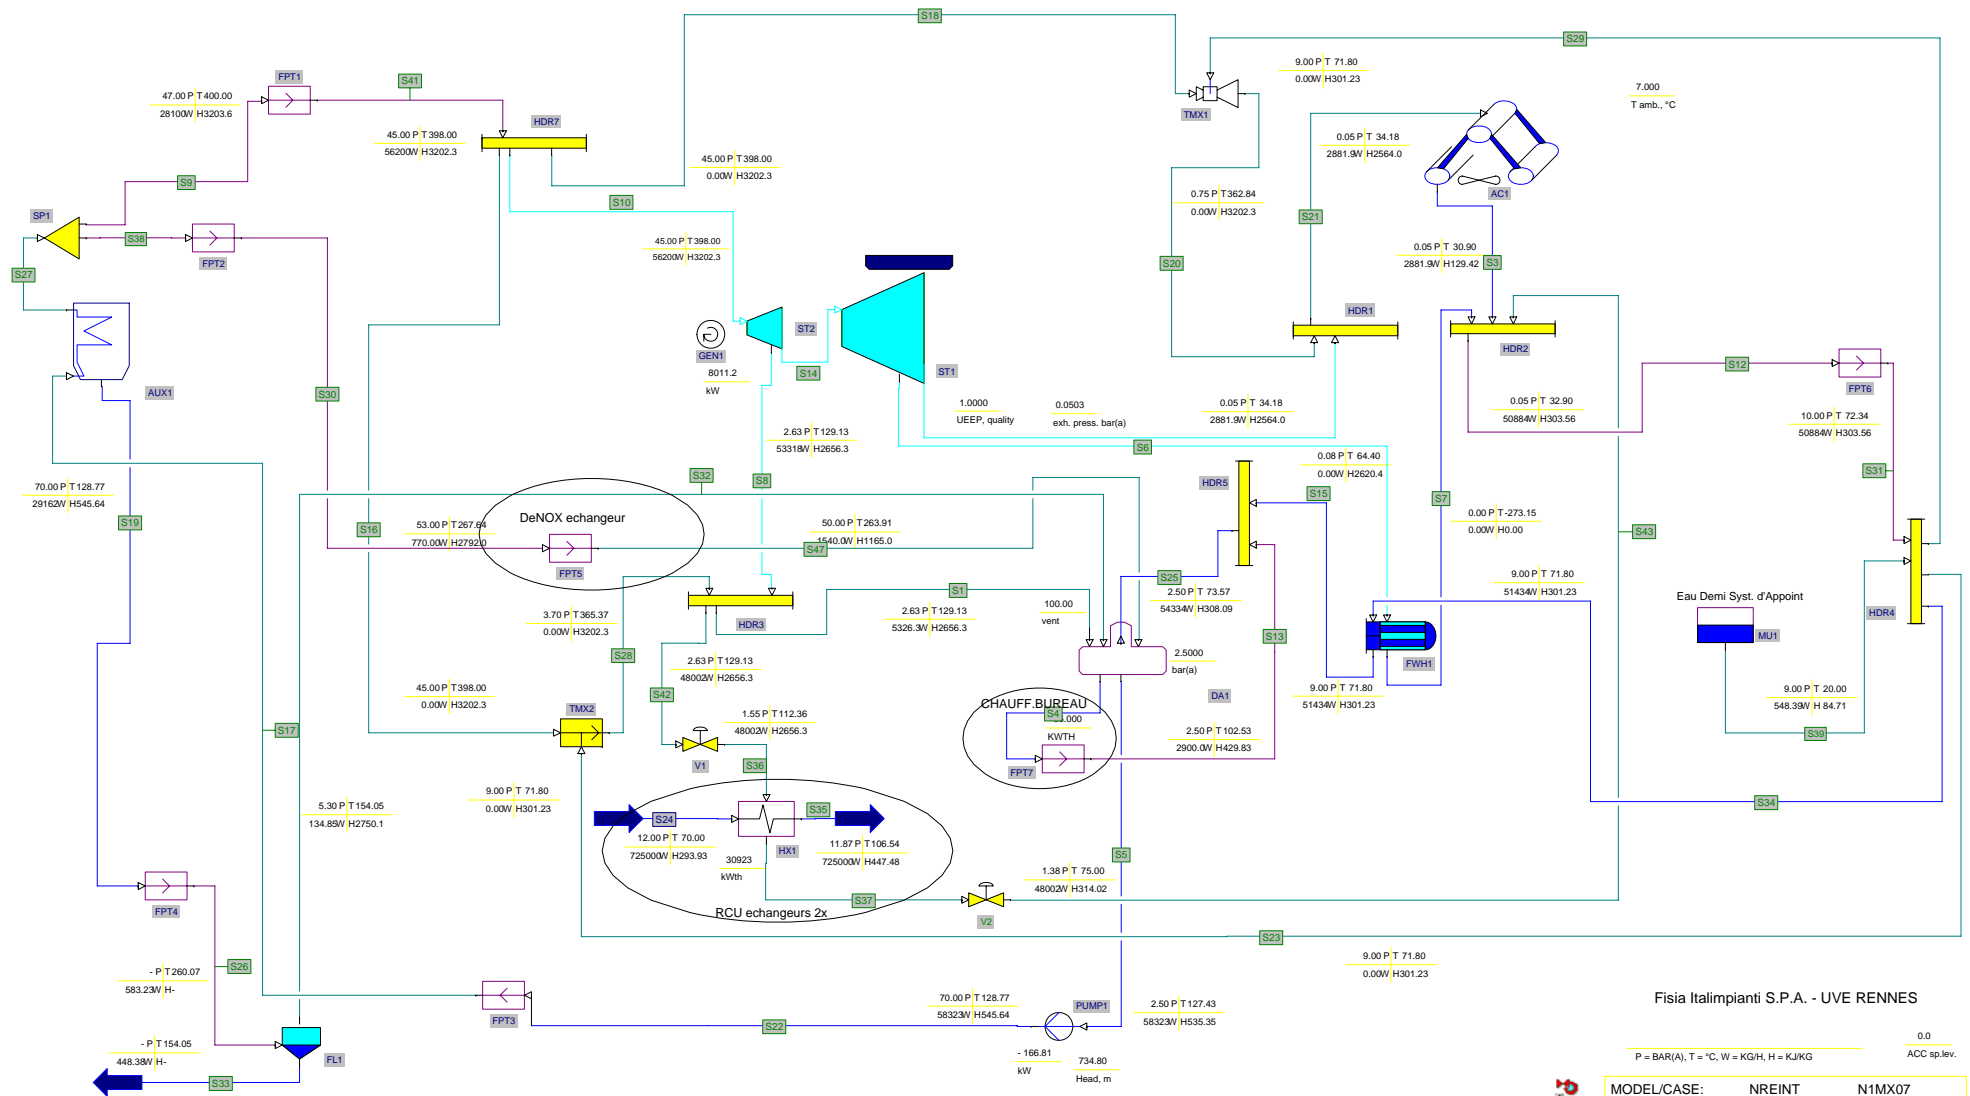 S18
S29
9.00 P T 71.80
0.00W H301.23
7.000
T amb., °C
FPT1
S41
47.00 P T 400.00
28100W H3203.6
TMX1
HDR7
45.00 P T 398.00
56200W H3202.3
0.05 P T 34.18
2881.9W H2564.0
45.00 P T 398.00
0.00W H3202.3
AC1
S9
S10
0.75 P T 362.84
0.00W H3202.3
S21
SP1
S38
FPT2
45.00 P T 398.00
56200W H3202.3
0.05 P T 30.90
2881.9W H129.42
S3
S20
S27
HDR1
ST2
GEN1
8011.2
kW
S14
ST1
HDR2
S12
FPT6
AUX1
S30
1.0000
UEEP, quality
0.0503
exh. press. bar(a)
0.05 P T 34.18
2881.9W H2564.0
0.05 P T 32.90
50884W H303.56
10.00 P T 72.34
50884W H303.56
2.63 P T 129.13
53318W H2656.3
S6
0.08 P T 64.40
0.00W H2620.4
S31
S32
S8
HDR5
S15
S7
70.00 P T 128.77
29162W H545.64
S19
S16
DeNOX echangeur
53.00 P T 267.64
770.00W H2792.0
FPT5
50.00 P T 263.91
1540.0W H1165.0
S47
0.00 P T -273.15
0.00W H0.00
S43
S25
2.50 P T 73.57
54334W H308.09
9.00 P T 71.80
51434W H301.23
S1
3.70 P T 365.37
0.00W H3202.3
HDR3
2.63 P T 129.13
5326.3W H2656.3
100.00
vent
Eau Demi Syst. d'Appoint
MU1
HDR4
S28
S13
2.5000
bar(a)
FWH1
2.63 P T 129.13
48002W H2656.3
S42
DA1
45.00 P T 398.00
0.00W H3202.3
TMX2
CHAUFF.BUREAU
S4
KWTH
FPT7
9.00 P T 71.80
51434W H301.23
9.00 P T 20.00
548.39W H 84.71
S39
1.55 P T 112.36
48002W H2656.3
2.50 P T 102.53
2900.0W H429.83
S17
V1
S36
5.30 P T 154.05
134.85W H2750.1
9.00 P T 71.80
0.00W H301.23
S34
S24
S35
12.00 P T 70.00
725000W H293.93
HX1
11.87 P T 106.54
725000W H447.48
30923
kWth
S5
1.38 P T 75.00
48002W H314.02
S37
V2
RCU echangeurs 2x
FPT4
S23
S26
- P T 260.07
583.23W H-
9.00 P T 71.80
0.00W H301.23
FPT3
70.00 P T 128.77
58323W H545.64
PUMP1
2.50 P T 127.43
58323W H535.35
S22
Fisia Italimpianti S.P.A. - UVE RENNES
- P T 154.05
448.38W H-
FL1
- 166.81
kW
734.80
Head, m
0.0
ACC sp.lev.
P = BAR(A), T = °C, W = KG/H, H = KJ/KG
S33
MODEL/CASE: NREINT N1MX07